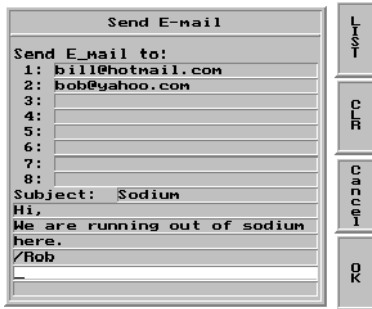 Send E-mail
Send E_mail to:
1: bill@hotmail.com
2: bob@yahoo.com
3:
4:
5:
6:
7:
8:
Subject: Sodium
Hi,
We are running out of sodium
here.
/Rob
_
LIST
CLR
Cancel
OK